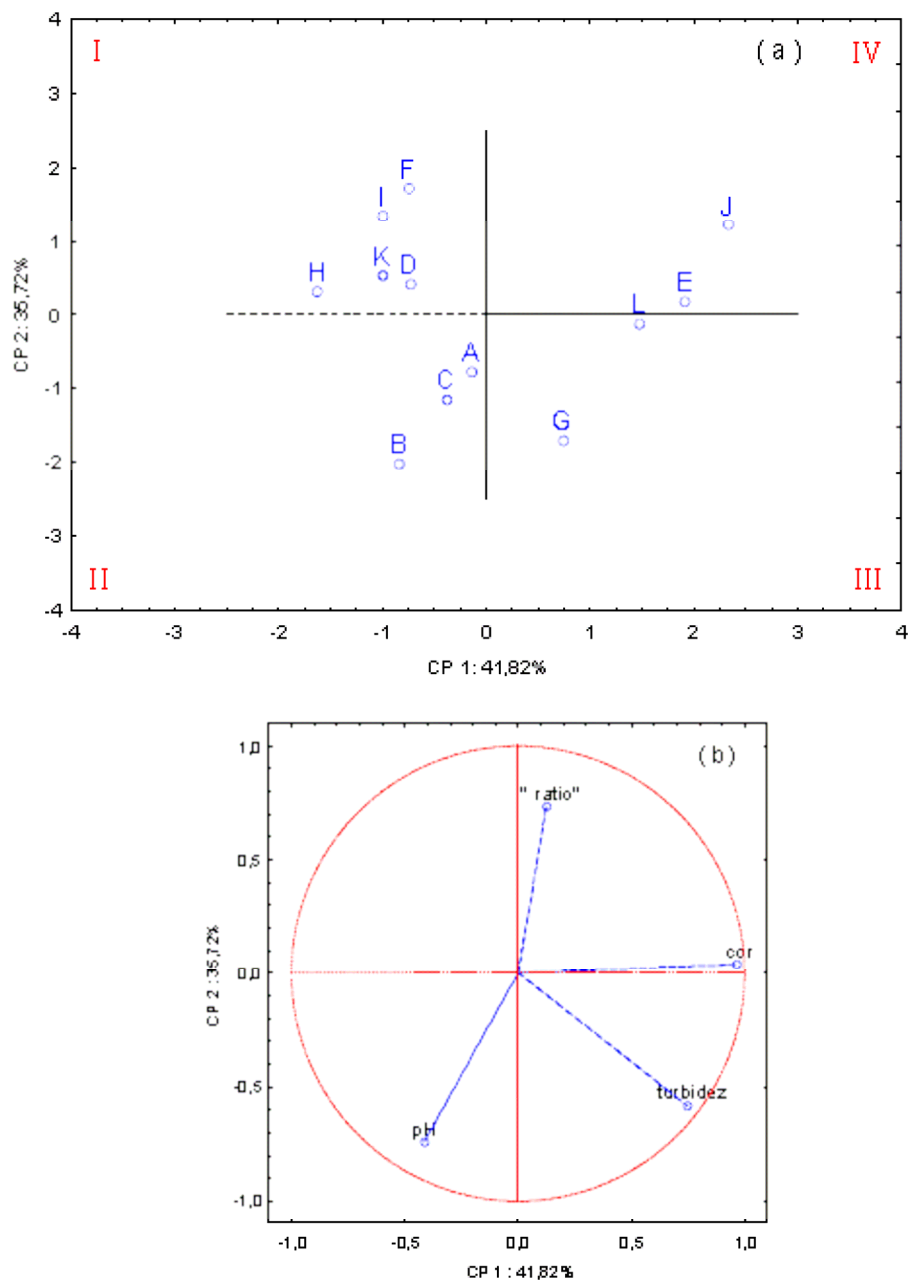 4
I
( a )
IV
3
2
F
I
J
1
K
D
H
E
0
L
A
C
-1
G
B
-2
-3
II
III
-4
-4
-3
-2
-1
0
1
2
3
4
CP 2: 35,72%
CP 1: 41,82%
1,0
( b )
" ratio"
0,5
cor
0,0
-0,5
turbidez
pH
-1,0
-1,0
-0,5
0,0
0,5
1,0
CP 2 : 35,72%
CP 1 : 41,82%